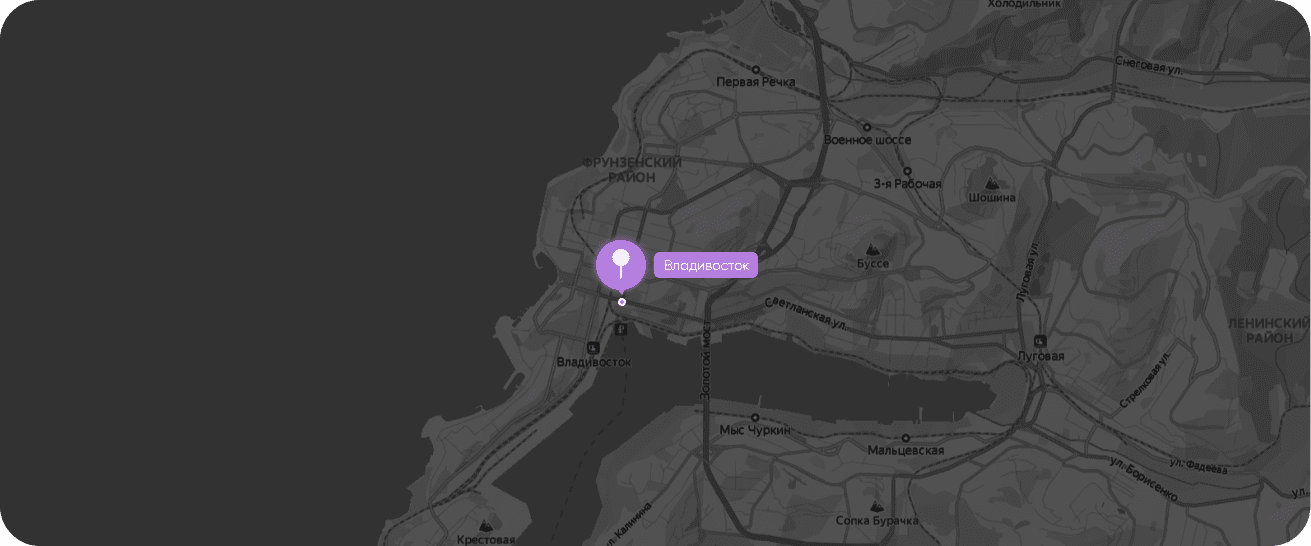 Холодильник
Снеговая ул.
Первая Речка
Военное шоссе
ФРУНЗЕНСКИЙ
РАЙОН
3-я Рабочая
Шошина
Буссе
Владивосток
Луговая ул.
Светланская ул.
ЛЕНИНСКИЙ
РАЙОН
Золотой мост
Владивосток
Луговая
Стрелковая ул.
Мыс Чуркин
Мальцевская
ул. Борисенко
ул. Фадеева
ул.
Сопка Бурачка
ул. Калинина
Крестовая